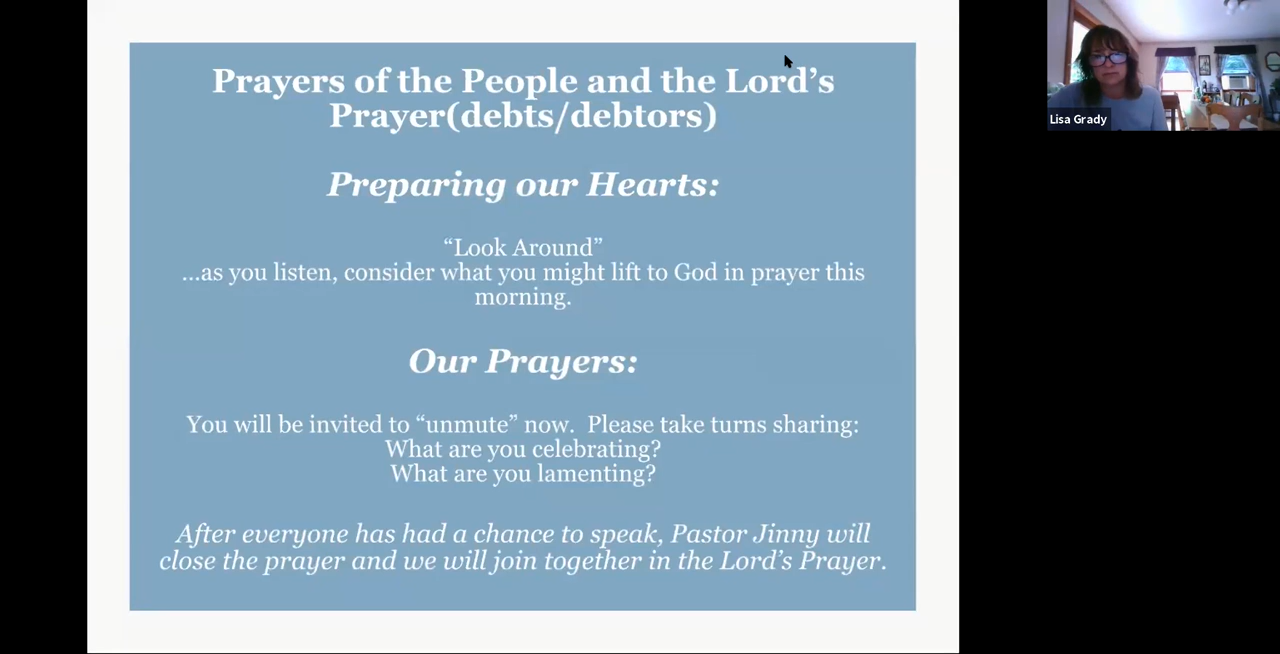 Prayers of the People and the Lord’s
Prayer(debts/debtors)
Preparing our Hearts:
“Look Around”
...as you listen, consider what you might lift to God in prayer this
morning.
Our Prayers:
You will be invited to “unmute” now.  Please take turns sharing:
What are you celebrating?
What are you lamenting?
After everyone has had a chance to speak, Pastor Jinny will
close the prayer and we will join together in the Lord’s Prayer.
Lisa Grady